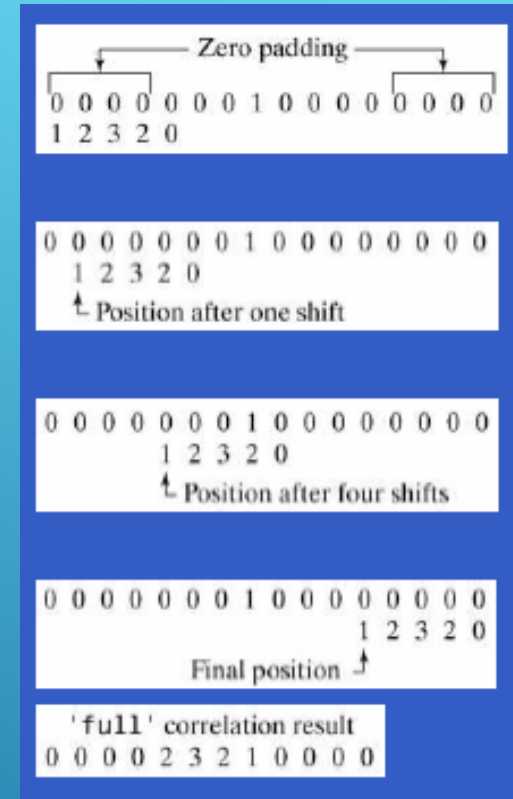 Zero padding
0 0 0 0 0 0 0 1 0 0 0 0 0 0 0 0
1 2 3 2 0
0 0 0 0 0 0 0 1 0 0 0 0 0 0 0 0
1 2 3 2 0
Position after one shift
0 0 0 0 0 0 0 1 0 0 0 0 0 0 0 0
1 2 3 2 0
Position after four shifts
0 0 0 0 0 0 0 1 0 0 0 0 0 0 0 0
1 2 3 2 0
Final position
'full' correlation result
0 0 0 0 2 3 2 1 0 0 0 0